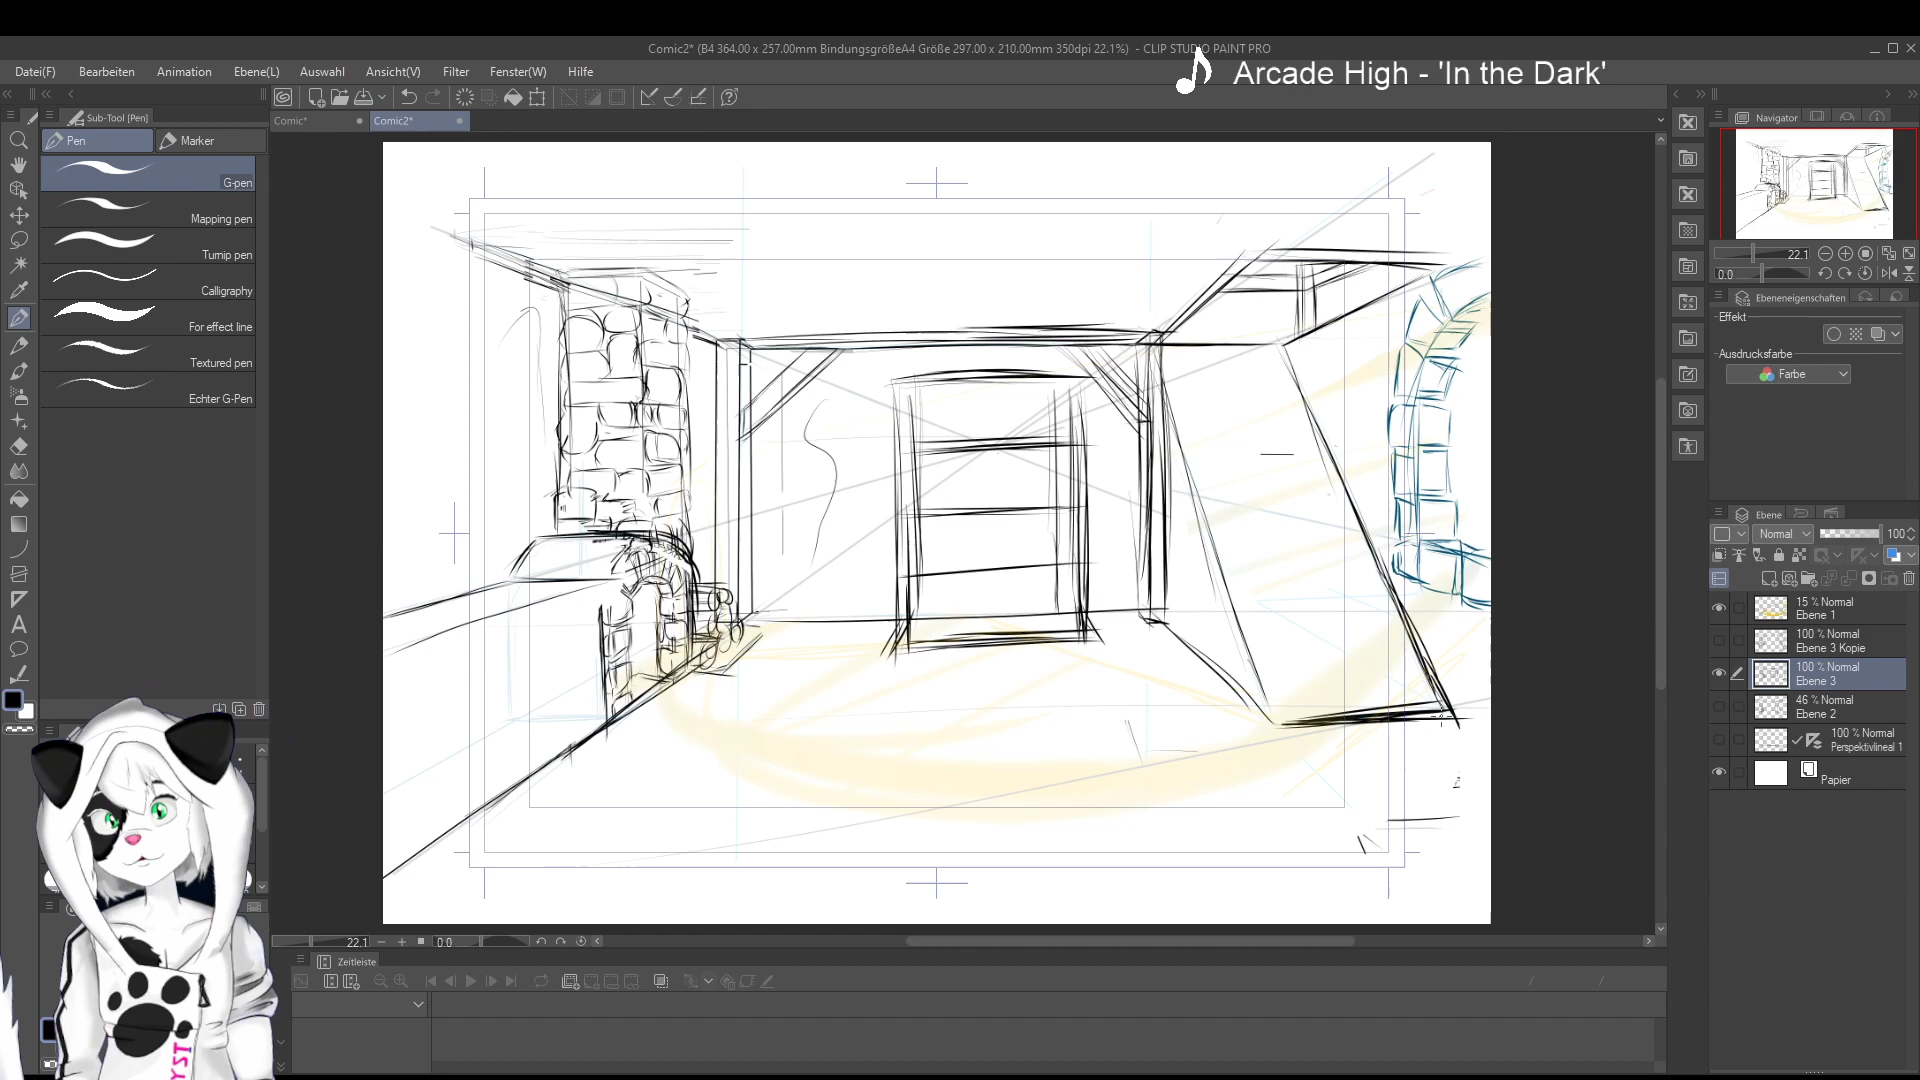 Comic2* (B4 364.00 x 257.00mm BindungsgrößeA4 Größe 297.00 x 210.00mm 350dpi 22.1%) - CLIP STUDIO PAINT PRO
Datei(F) Bearbeiten Animation Ebene(L) Auswahl Ansicht(V) Filter Fenster(W) Hilfe
Arcade High - 'In the Dark'
Sub-Tool [Pen]
Comic*
Comic2*
Navigator
Pen
Marker
G-pen
Mapping pen
Turnip pen
Calligraphy
For effect line
Textured pen
Echter G-Pen
22.1
0.0
Ebeneneigenschaften
Effekt
Ausdrucksfarbe
Farbe
Ebene
Normal
100
15 % Normal
Ebene 1
100 % Normal
Ebene 3 Kopie
100 % Normal
Ebene 3
46 % Normal
Ebene 2
100 % Normal
Perspektivlineal 1
Papier
22.1
0.0
Zeitleiste
YST